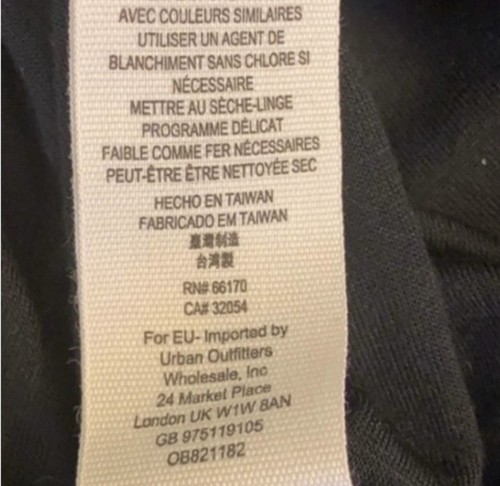 AVEC COULEURS SIMILAIRES
UTILISER UN AGENT DE
BLANCHIMENT SANS CHLORE SI
NÉCESSAIRE
METTRE AU SÈCHE-LINGE
PROGRAMME DÉLICAT
FAIBLE COMME FER NÉCESSAIRES
PEUT-ÊTRE ÊTRE NETTOYÉE SEC
HECHO EN TAIWAN
FABRICADO EM TAIWAN
臺灣制造
台湾製
RN# 66170
CA# 32054
For EU- Imported by
Urban Outfitters
Wholesale, Inc
24 Market Place
London UK W1W 8AN
GB 975119105
OB821182